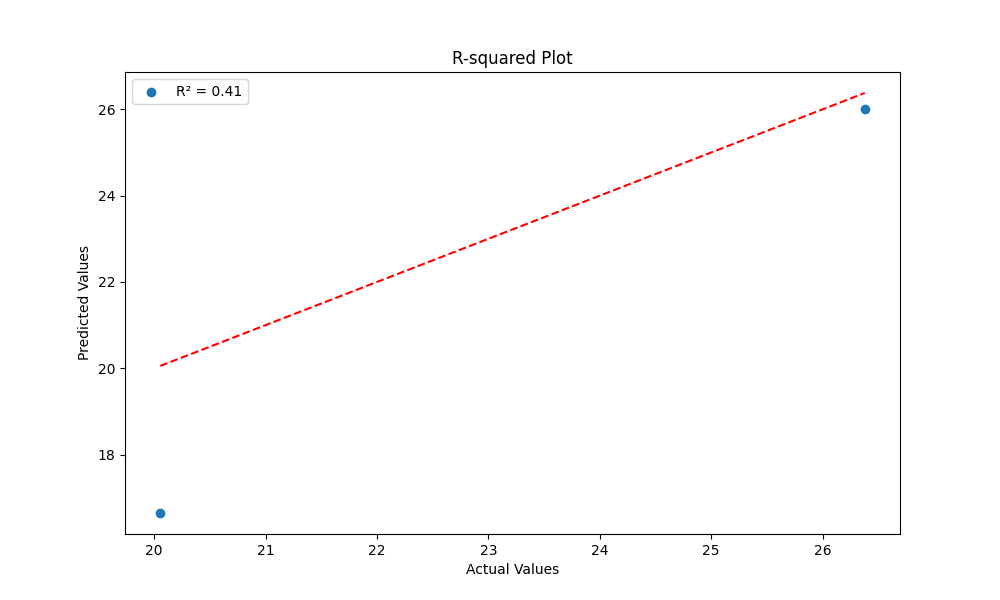 R-squared Plot
R² = 0.41
26
24
22
20
18
Predicted Values
20 21 22 23 24 25 26
Actual Values